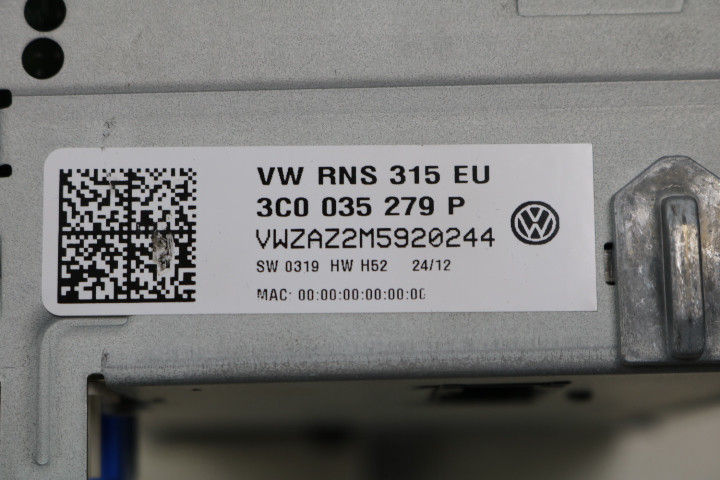 VW RNS 315 EU
3C0 035 279 P
VWZAZ2M5920244
SW 0319 HW H52 24/12
MAC: 00:00:00:00:00:00